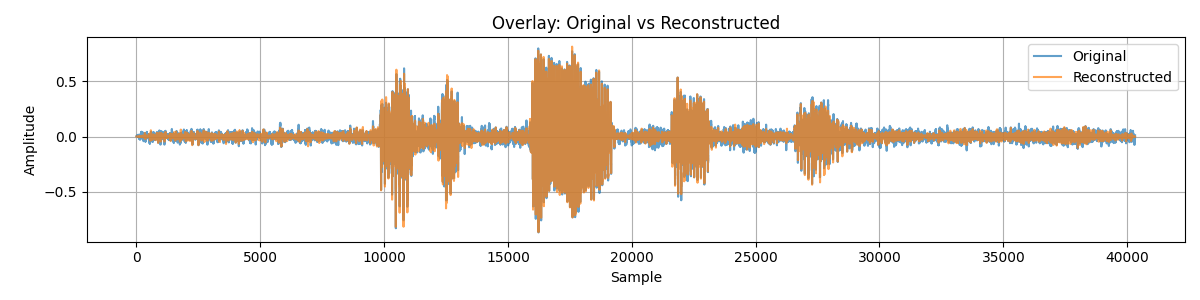 Overlay: Original vs Reconstructed
Original
Reconstructed
Amplitude
0.5
0.0
−0.5
0 5000 10000 15000 20000 25000 30000 35000 40000
Sample